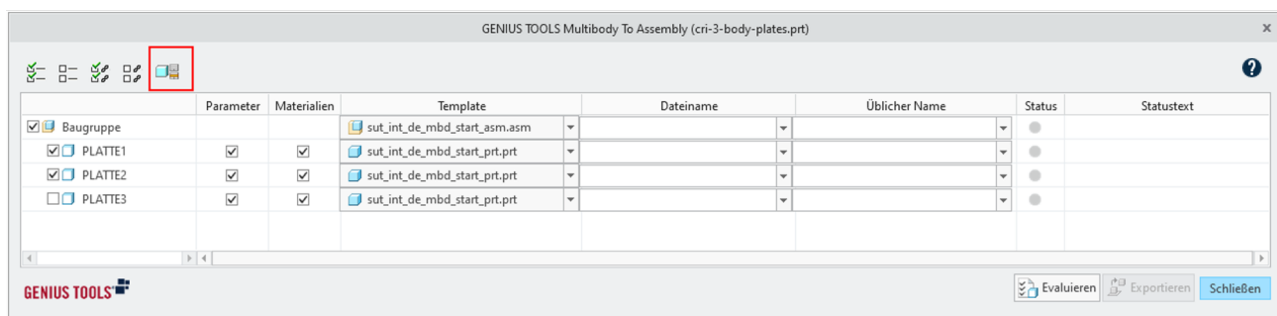 GENIUS TOOLS Multibody To Assembly (cri-3-body-plates.prt) x
?
Parameter Materialien Template Dateiname Üblicher Name Status Statustext
Baugruppe sut_int_de_mbd_start_asm.asm
PLATTE1 sut_int_de_mbd_start_prt.prt
PLATTE2 sut_int_de_mbd_start_prt.prt
PLATTE3 sut_int_de_mbd_start_prt.prt
GENIUS TOOLS Evaluieren Exportieren Schließen